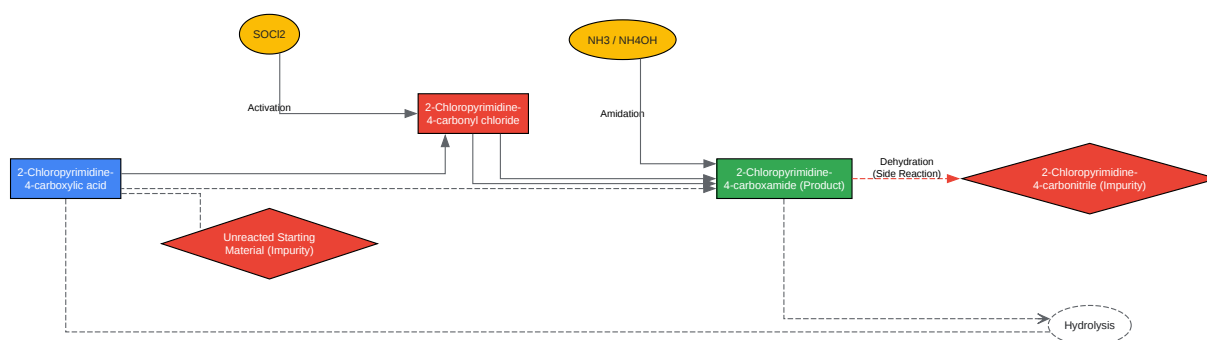 SOCl2
NH3 / NH4OH
Activation
2-Chloropyrimidine-
4-carbonyl chloride
Amidation
2-Chloropyrimidine-
4-carboxylic acid
2-Chloropyrimidine-
4-carboxamide (Product)
Dehydration
(Side Reaction)
2-Chloropyrimidine-
4-carbonitrile (Impurity)
Unreacted Starting
Material (Impurity)
Hydrolysis